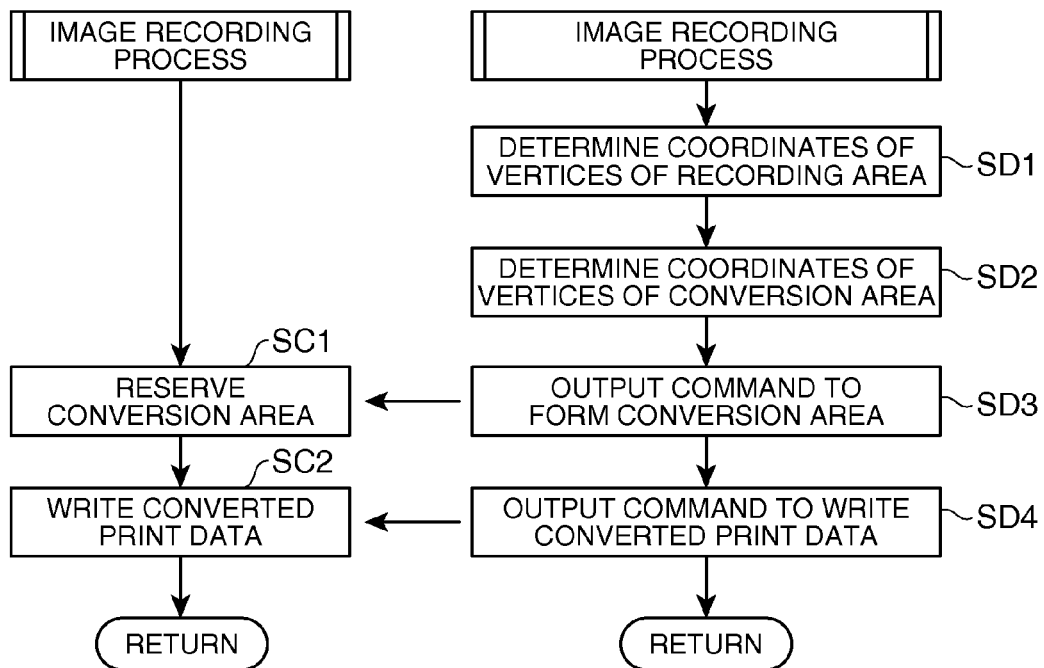 IMAGE RECORDING
PROCESS
IMAGE RECORDING
PROCESS
DETERMINE COORDINATES OF
VERTICES OF RECORDING AREA
SD1
DETERMINE COORDINATES OF
VERTICES OF CONVERSION AREA
SD2
SC1
RESERVE
CONVERSION AREA
OUTPUT COMMAND TO
FORM CONVERSION AREA
SD3
SC2
WRITE CONVERTED
PRINT DATA
OUTPUT COMMAND TO WRITE
CONVERTED PRINT DATA
SD4
RETURN
RETURN